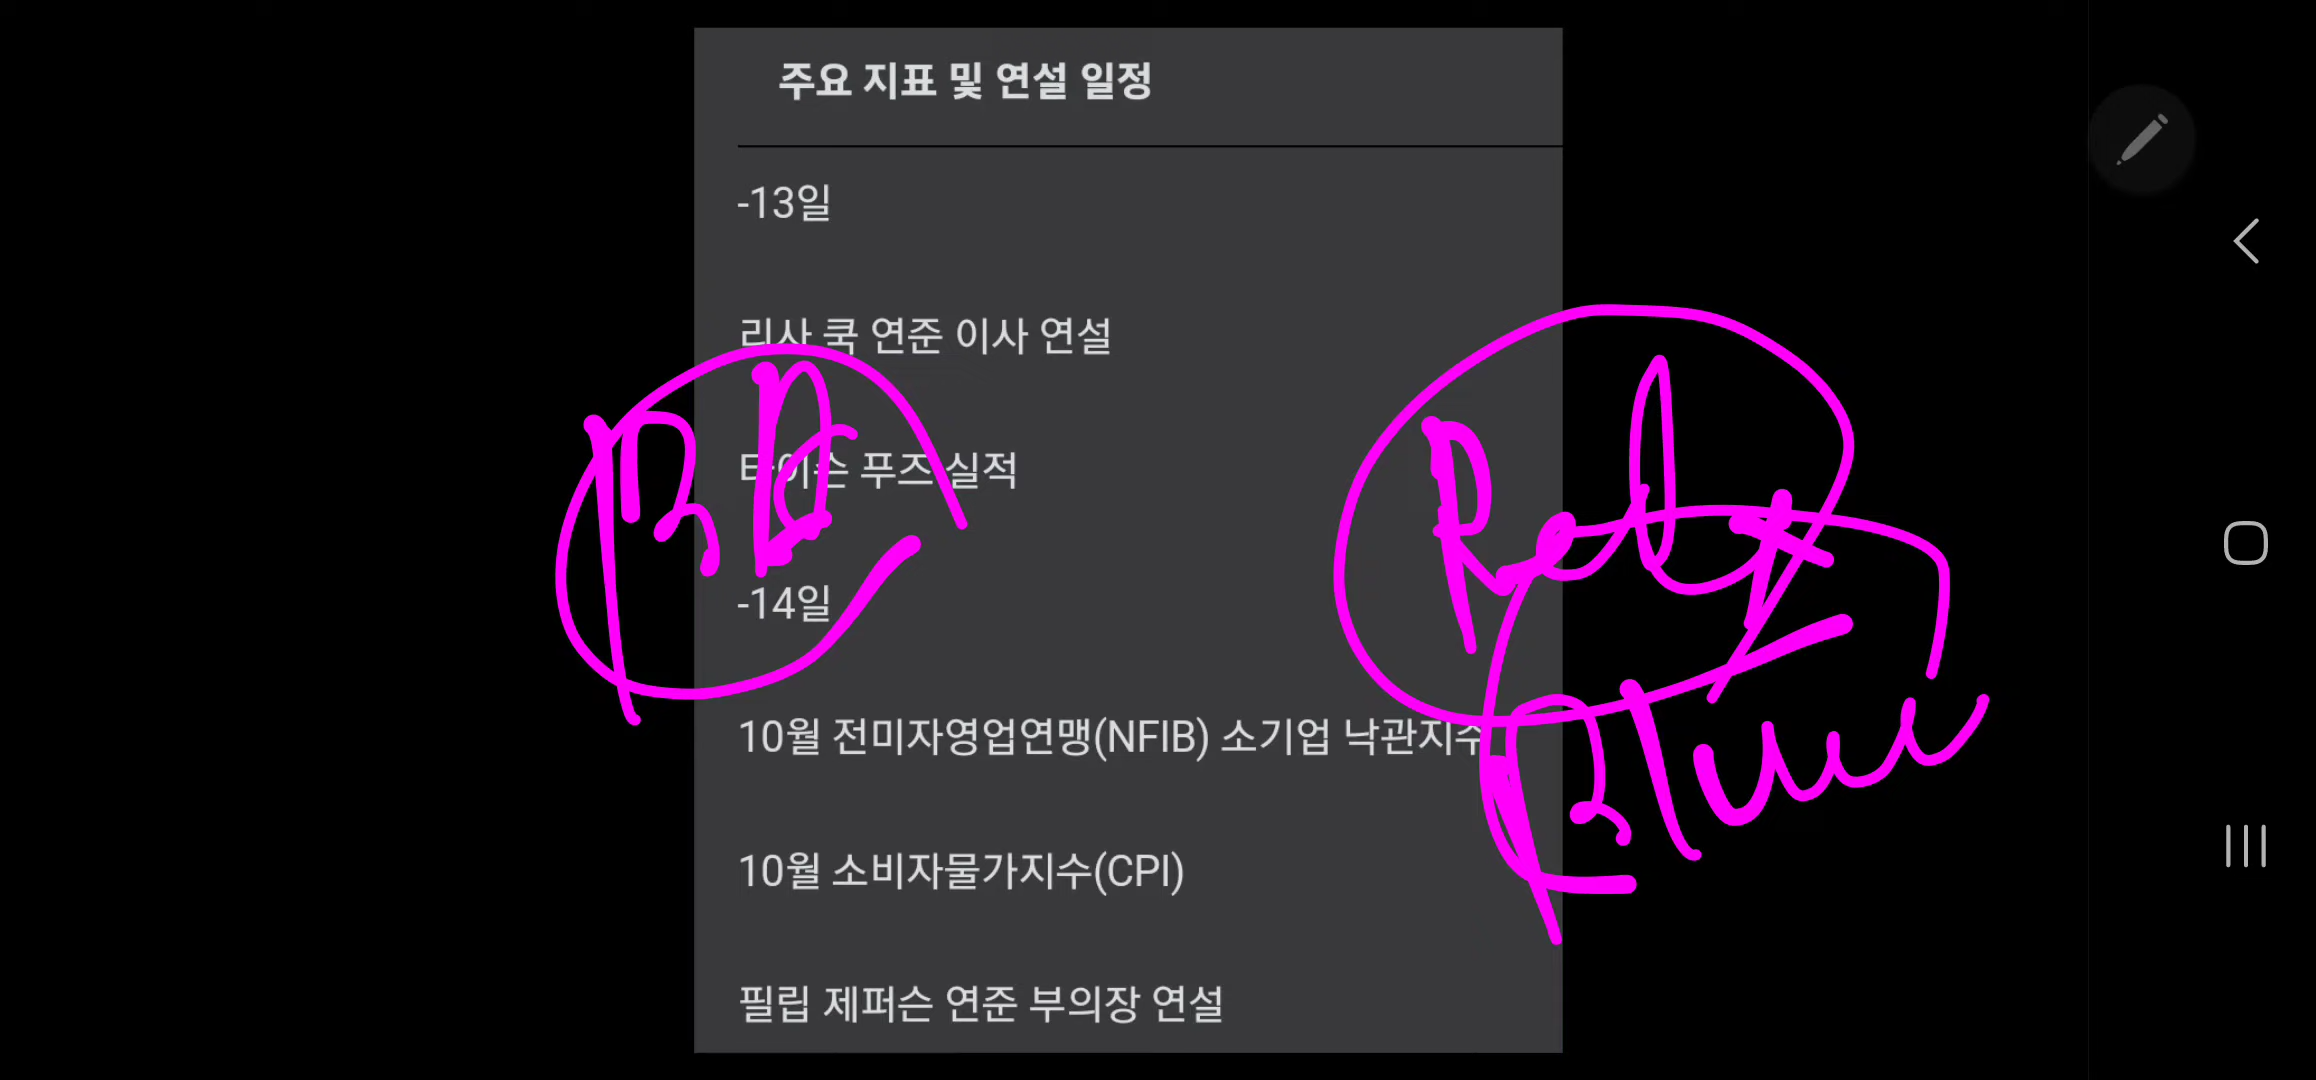 주요 지표 및 연설 일정
-13일
리사 쿡 연준 이사 연설
타이슨 푸즈 실적
-14일
10월 전미자영업연맹(NFIB) 소기업 낙관지수
10월 소비자물가지수(CPI)
필립 제퍼슨 연준 부의장 연설